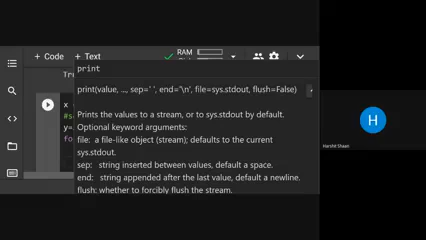 + Code + Text
RAM
Tru
print
print(value, ..., sep=' ', end='\n', file=sys.stdout, flush=False)
Prints the values to a stream, or to sys.stdout by default.
Optional keyword arguments:
file: a file-like object (stream); defaults to the current
sys.stdout.
sep: string inserted between values, default a space.
end: string appended after the last value, default a newline.
flush: whether to forcibly flush the stream.
x
#s
y=
fo
H
Harshit Shaan